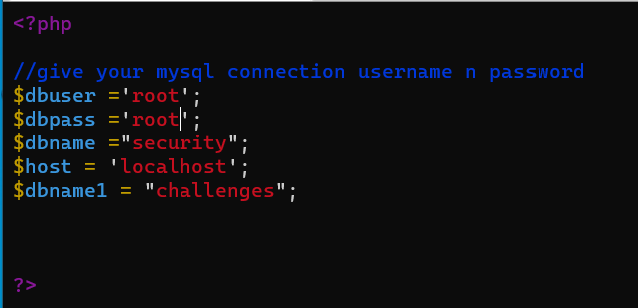 <?php
//give your mysql connection username n password
$dbuser ='root';
$dbpass ='root';
$dbname ="security";
$host = 'localhost';
$dbname1 = "challenges";
?>